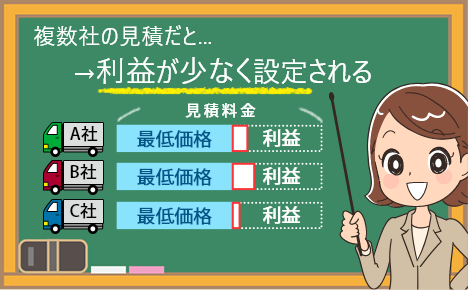 複数社の見積だと...
→利益が少なく設定される
見積料金
A社 最低価格 利益
B社 最低価格 利益
C社 最低価格 利益